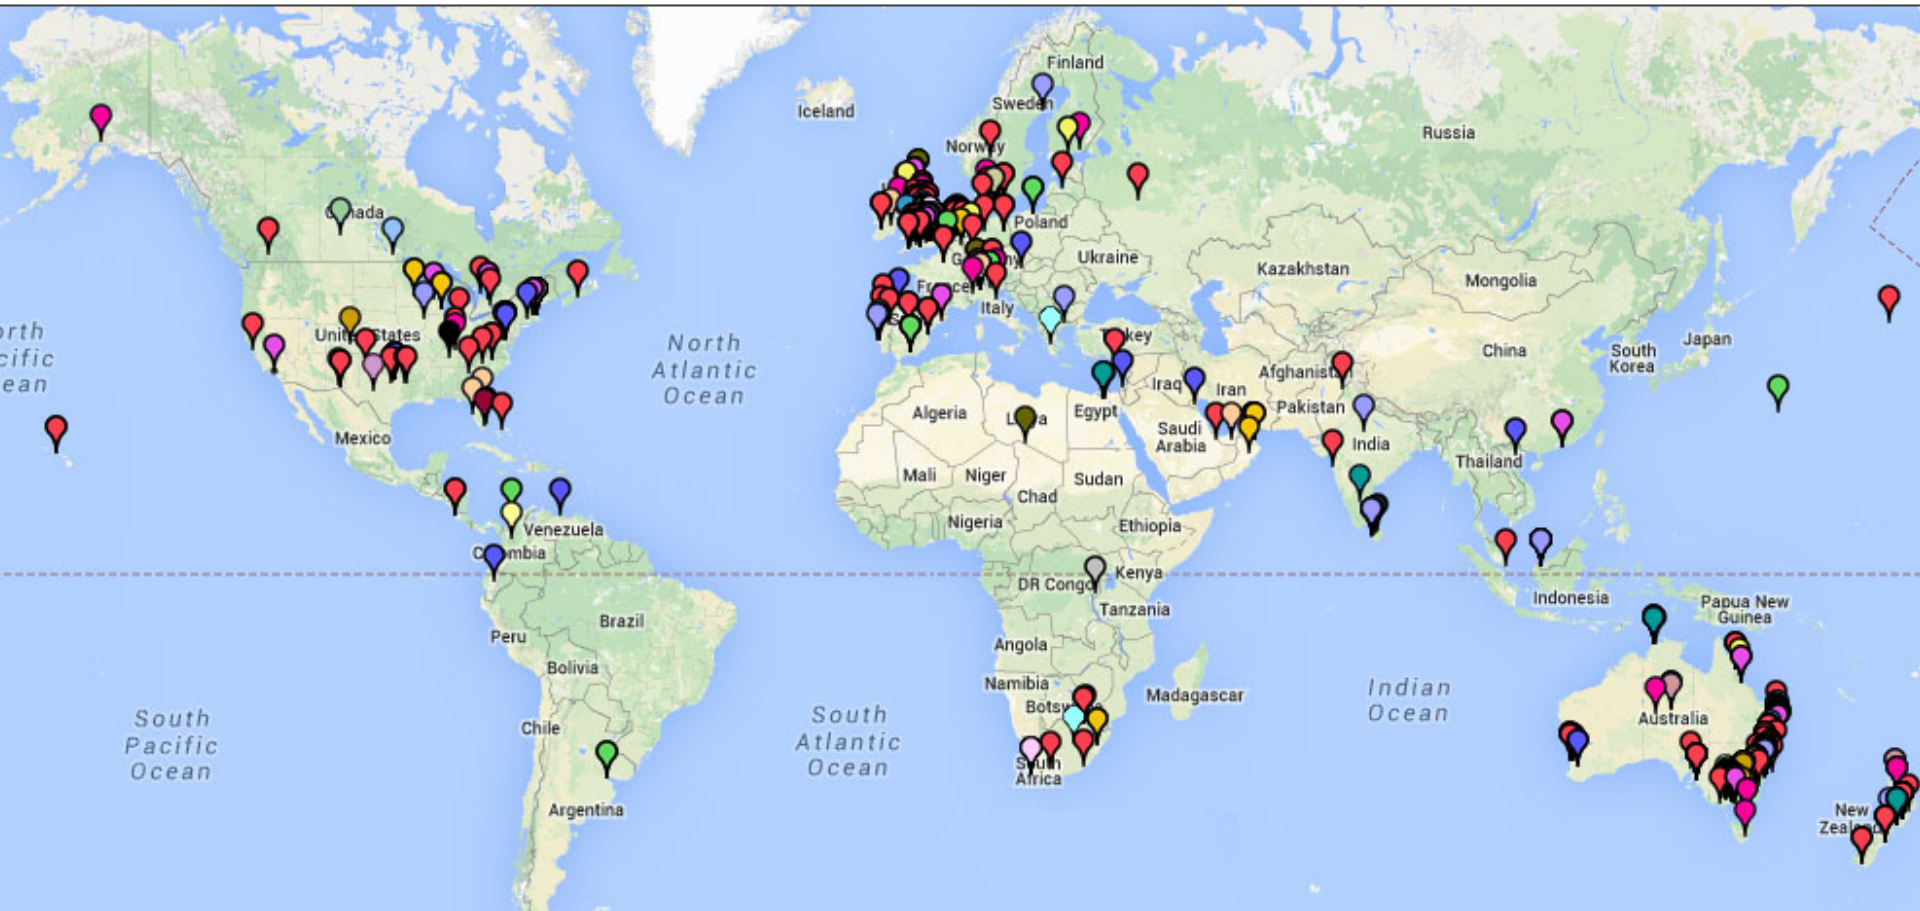 Finland
Sweden
Iceland
Russia
Norway
Canada
Poland
Ukraine
Kazakhstan
Mongolia
France
Italy
United States
North
Atlantic
Ocean
Turkey
Japan
South
Korea
China
Afghanistan
Iraq
Iran
Algeria
Libya
Egypt
Pakistan
Saudi
Arabia
Mexico
India
Thailand
Mali
Niger
Chad
Sudan
Venezuela
Nigeria
Ethiopia
Colombia
DR Congo
Kenya
Indonesia
Tanzania
Papua New
Guinea
Brazil
Peru
Angola
Bolivia
Namibia
Madagascar
Indian
Ocean
South
Pacific
Ocean
South
Atlantic
Ocean
Chile
Australia
South
Africa
Argentina
New
Zealand